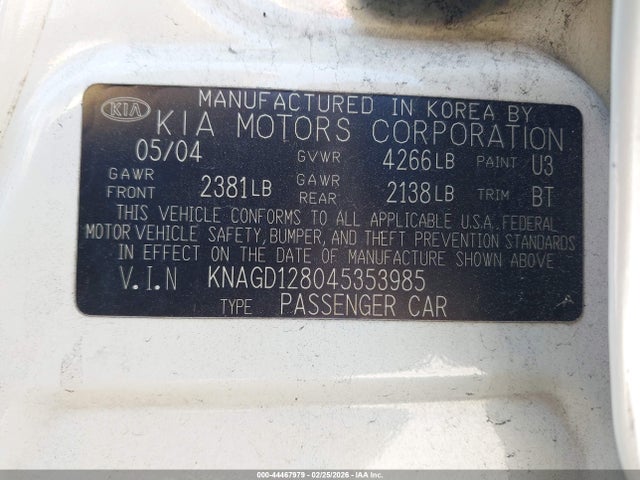 KIA
MANUFACTURED IN KOREA BY
KIA MOTORS CORPORATION
05/04 GVWR 4266LB PAINT U3
GAWR FRONT 2381LB GAWR REAR 2138LB TRIM BT
THIS VEHICLE CONFORMS TO ALL APPLICABLE U.S.A. FEDERAL
MOTOR VEHICLE SAFETY, BUMPER, AND THEFT PREVENTION STANDARDS
IN EFFECT ON THE DATE OF MANUFACTURE SHOWN ABOVE.
V.I.N KNAGD128045353985
TYPE PASSENGER CAR A
000-44467979 - 02/25/2026 - IAAI.COM